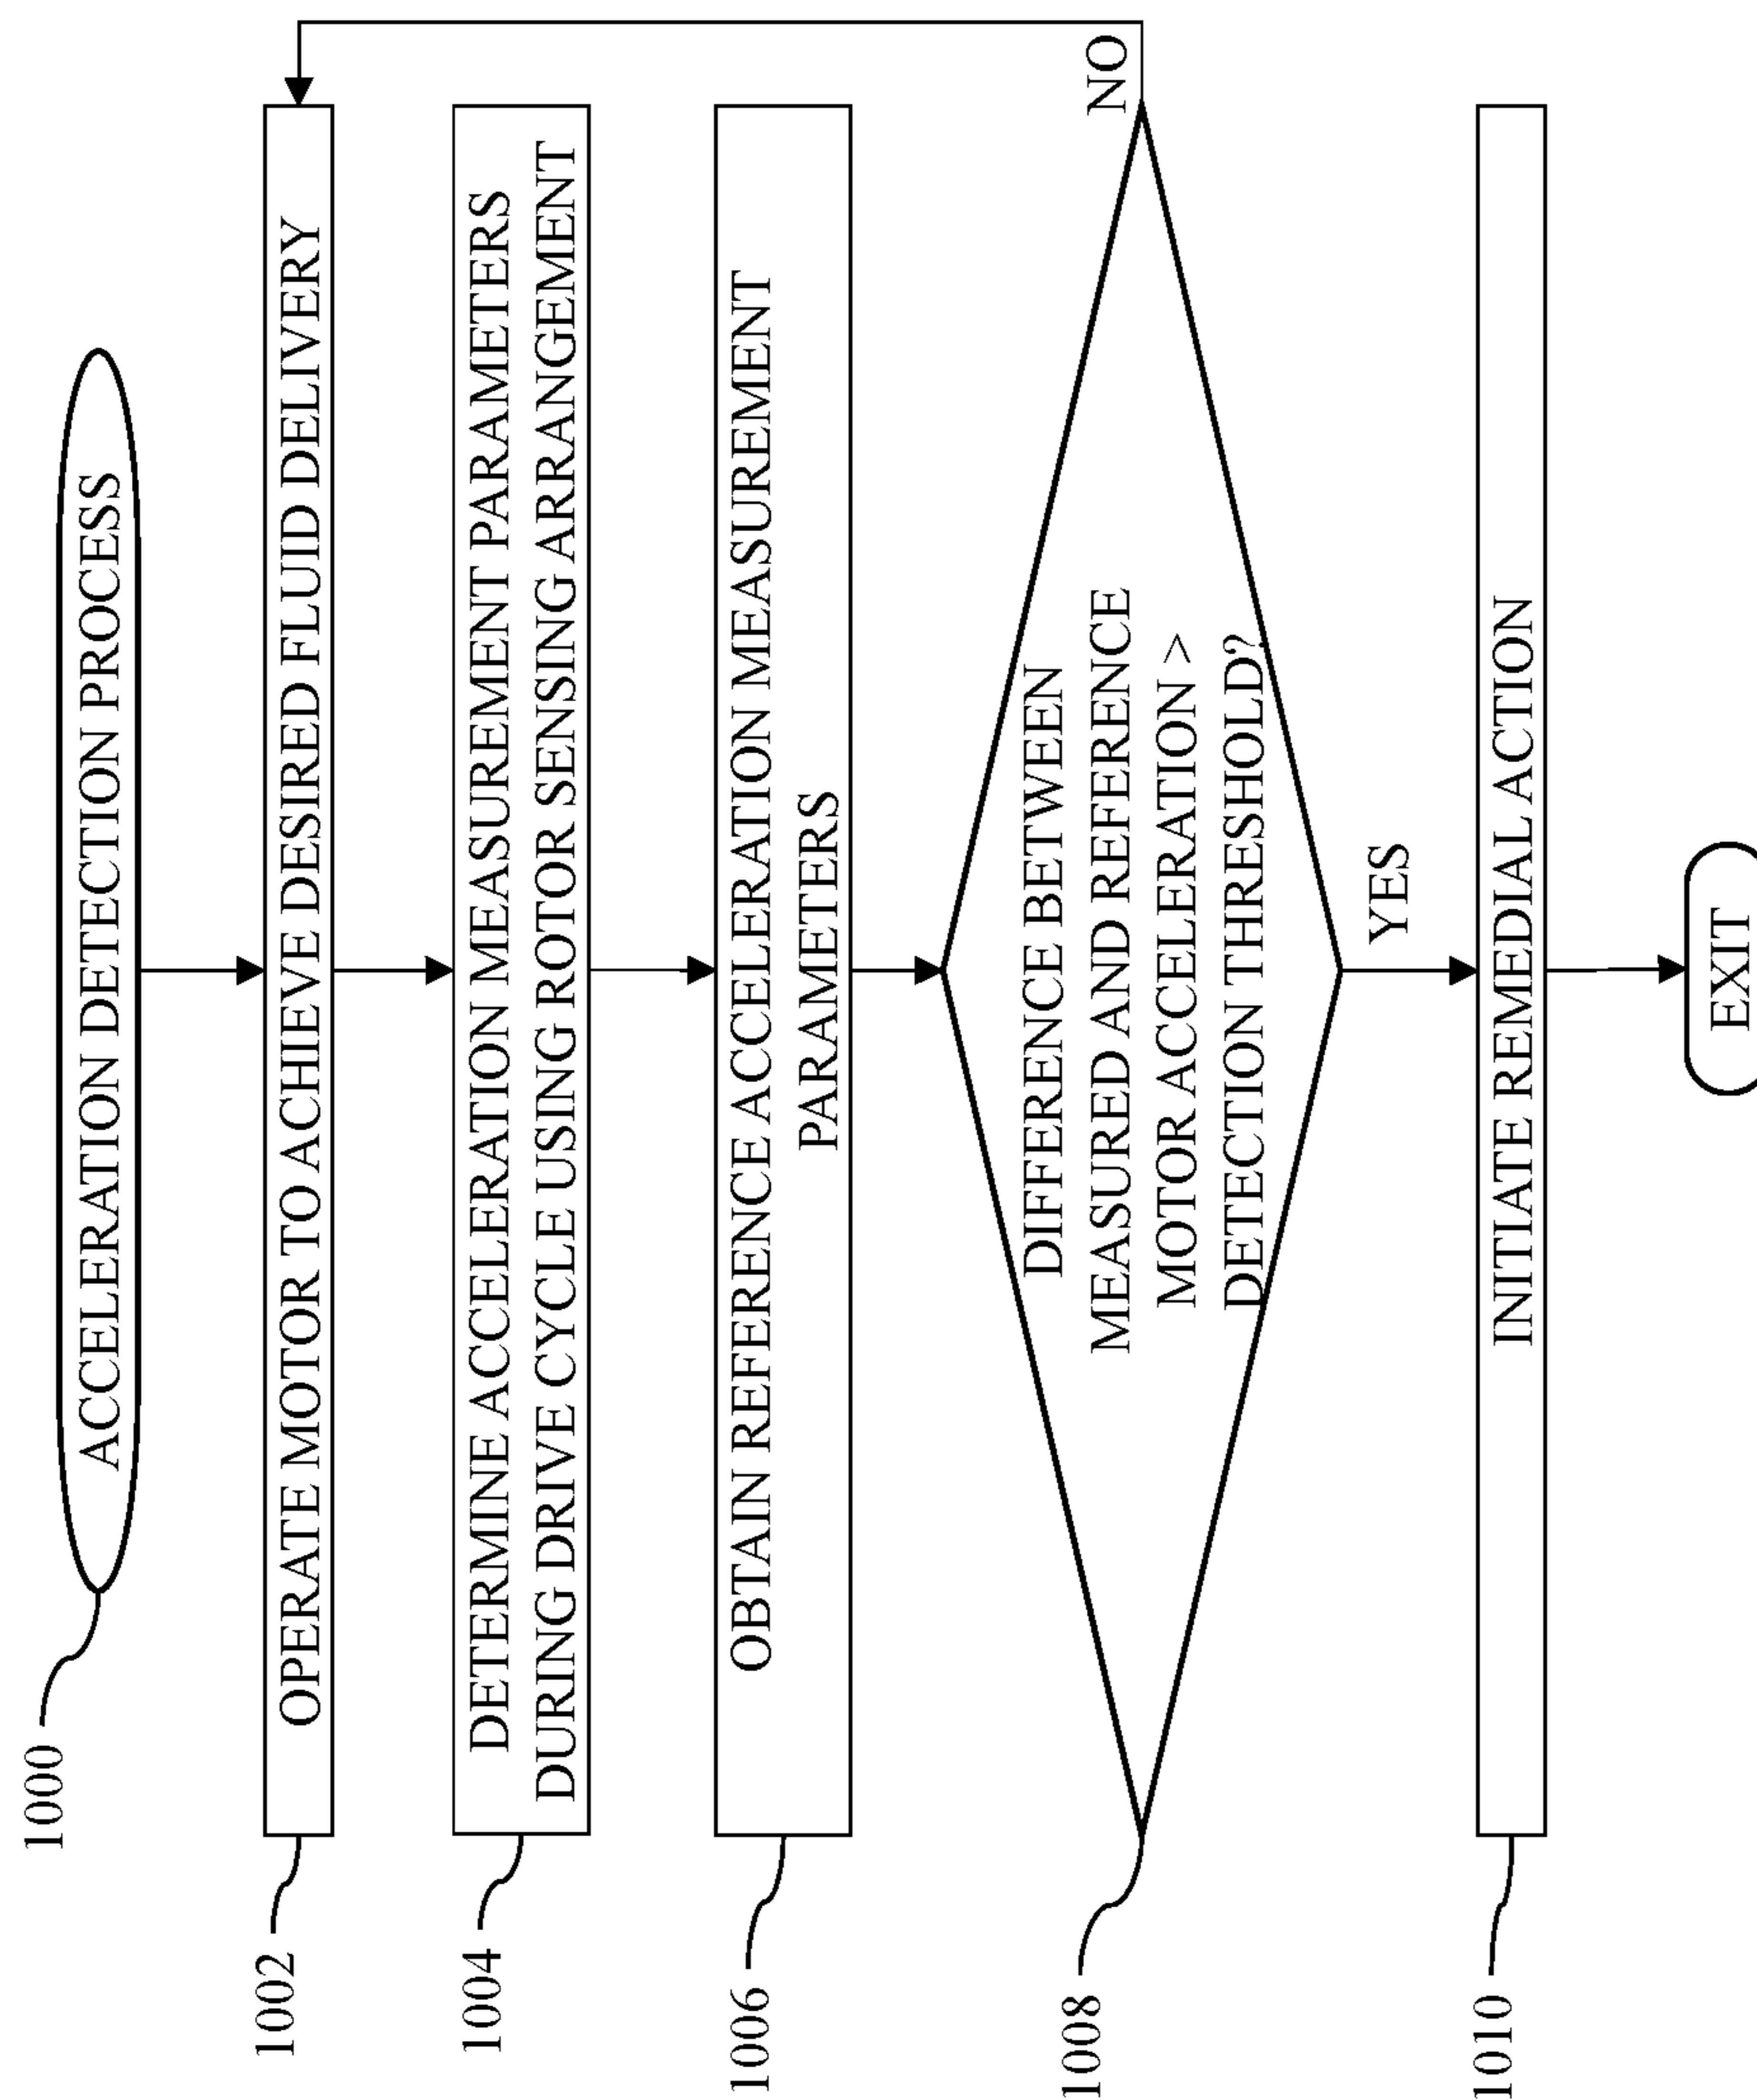 1000
ACCELERATION DETECTION PROCESS
1002
OPERATE MOTOR TO ACHIEVE DESIRED FLUID DELIVERY
1004
DETERMINE ACCELERATION MEASUREMENT PARAMETERS
DURING DRIVE CYCLE USING ROTOR SENSING ARRANGEMENT
1006
OBTAIN REFERENCE ACCELERATION MEASUREMENT
PARAMETERS
1008
DIFFERENCE BETWEEN
MEASURED AND REFERENCE
MOTOR ACCELERATION >
DETECTION THRESHOLD?
NO
YES
1010
INITIATE REMEDIAL ACTION
EXIT